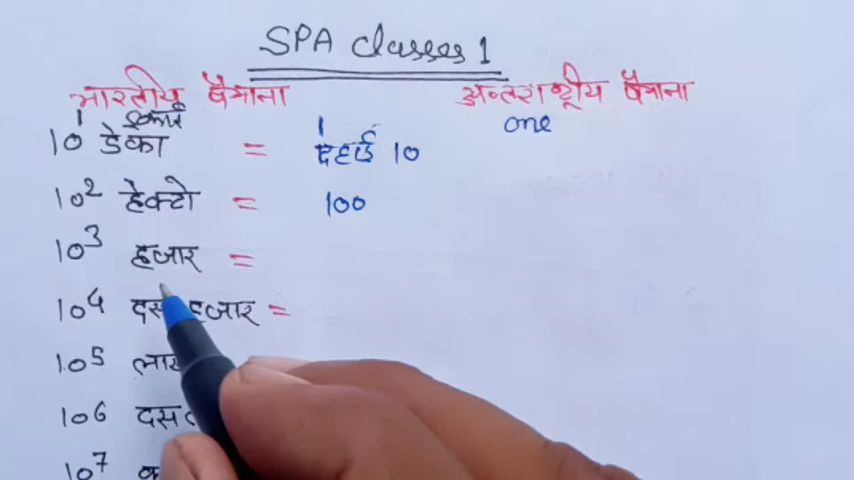 SPA classes 1
भारतीय पैमाना अन्तराष्ट्रीय पैमाना
इकाई 1 one
10¹ डेका = दहाई 10
10² हेक्टो = 100
10³ हजार =
10⁴ दस हजार =
10⁵
10⁶ दस
10⁷